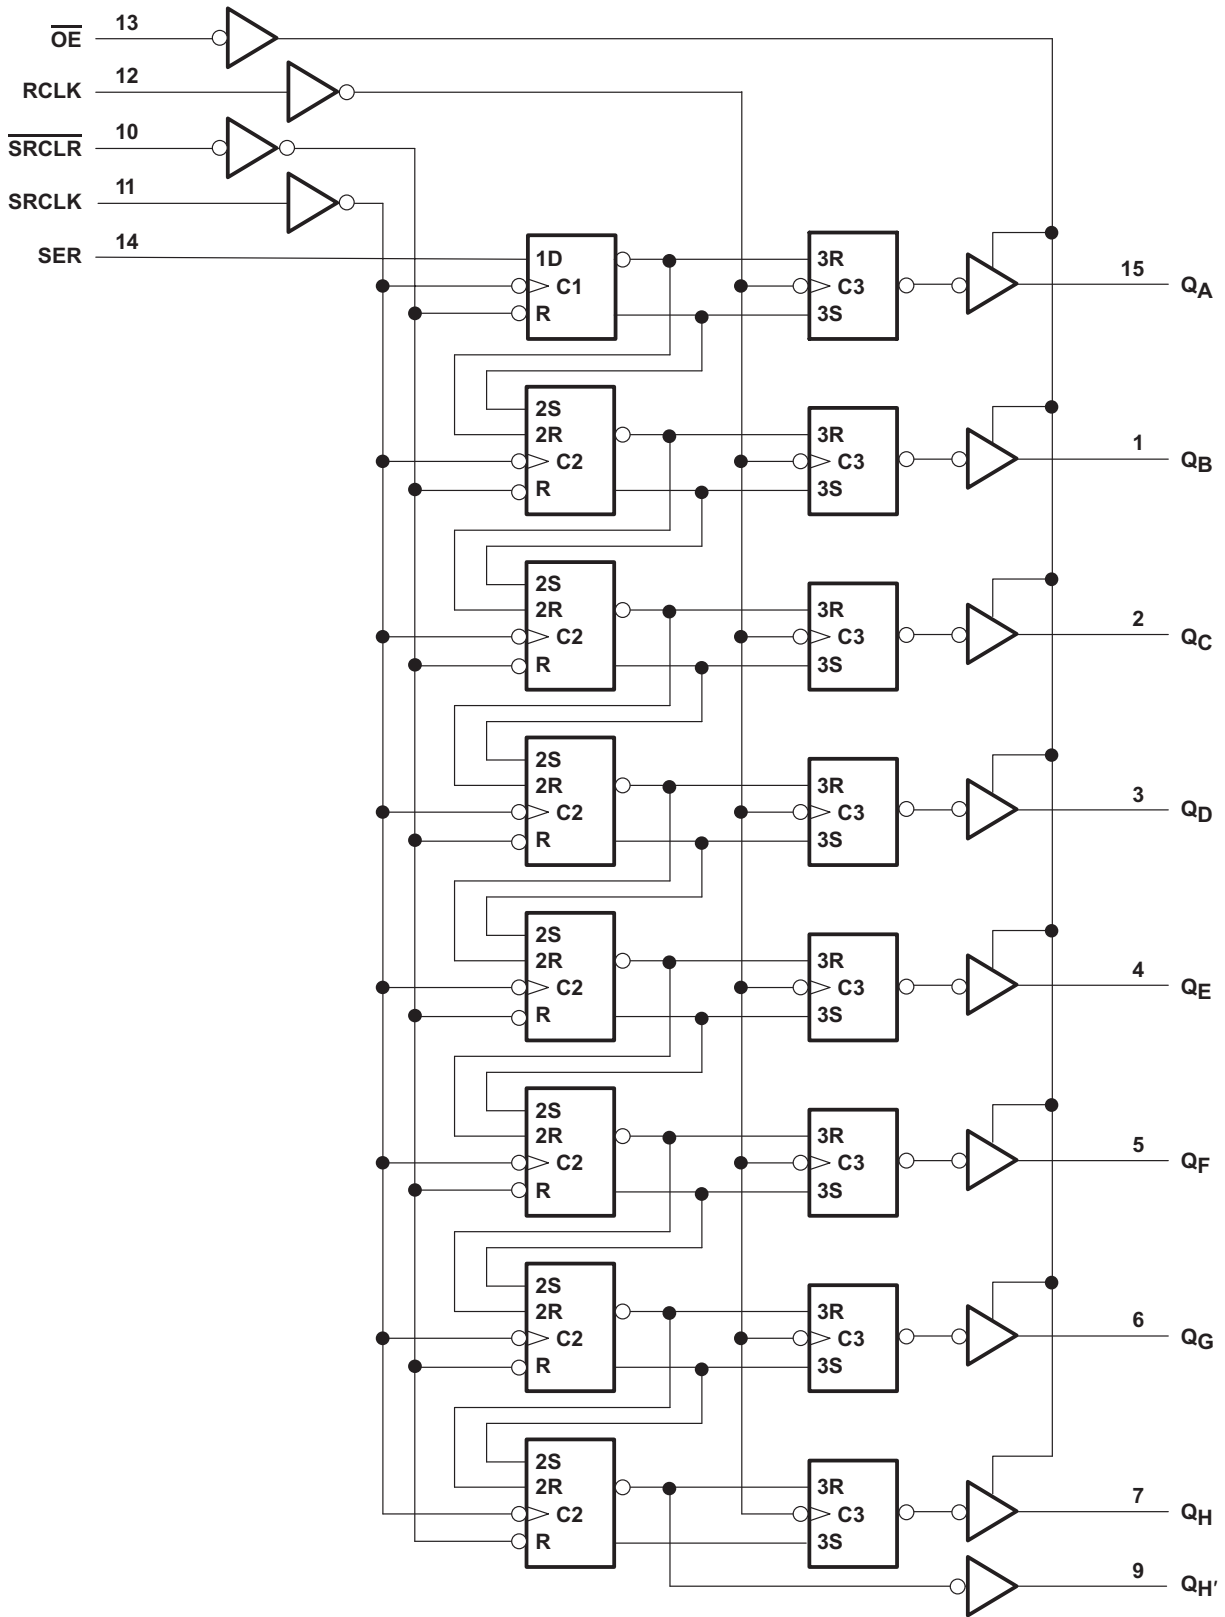 13
OE
12
RCLK
10
SRCLR
11
SRCLK
14
SER
1D
C1
R
3R
C3
3S
15
QA
2S
2R
C2
R
3R
C3
3S
1
QB
2S
2R
C2
R
3R
C3
3S
2
QC
2S
2R
C2
R
3R
C3
3S
3
QD
2S
2R
C2
R
3R
C3
3S
4
QE
2S
2R
C2
R
3R
C3
3S
5
QF
2S
2R
C2
R
3R
C3
3S
6
QG
2S
2R
C2
R
3R
C3
3S
7
QH
9
QH′